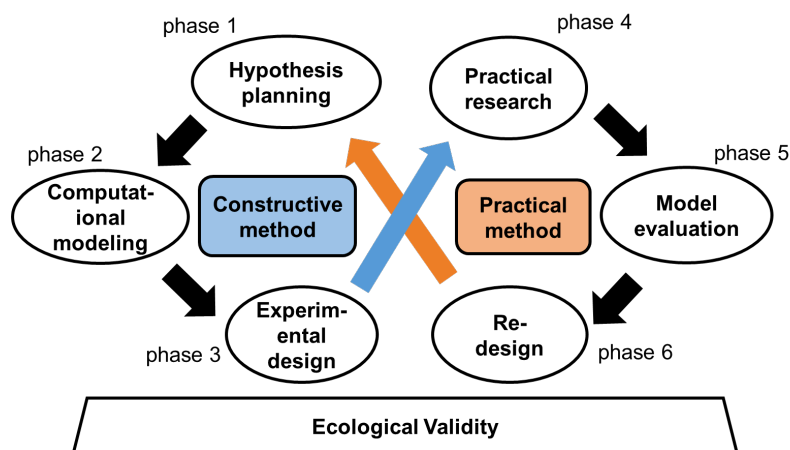 phase 1
Hypothesis
planning
phase 4
Practical
research
phase 2
Computat-
ional
modeling
Constructive
method
Practical
method
phase 5
Model
evaluation
phase 3
Experim-
ental
design
Re-
design
phase 6
Ecological Validity